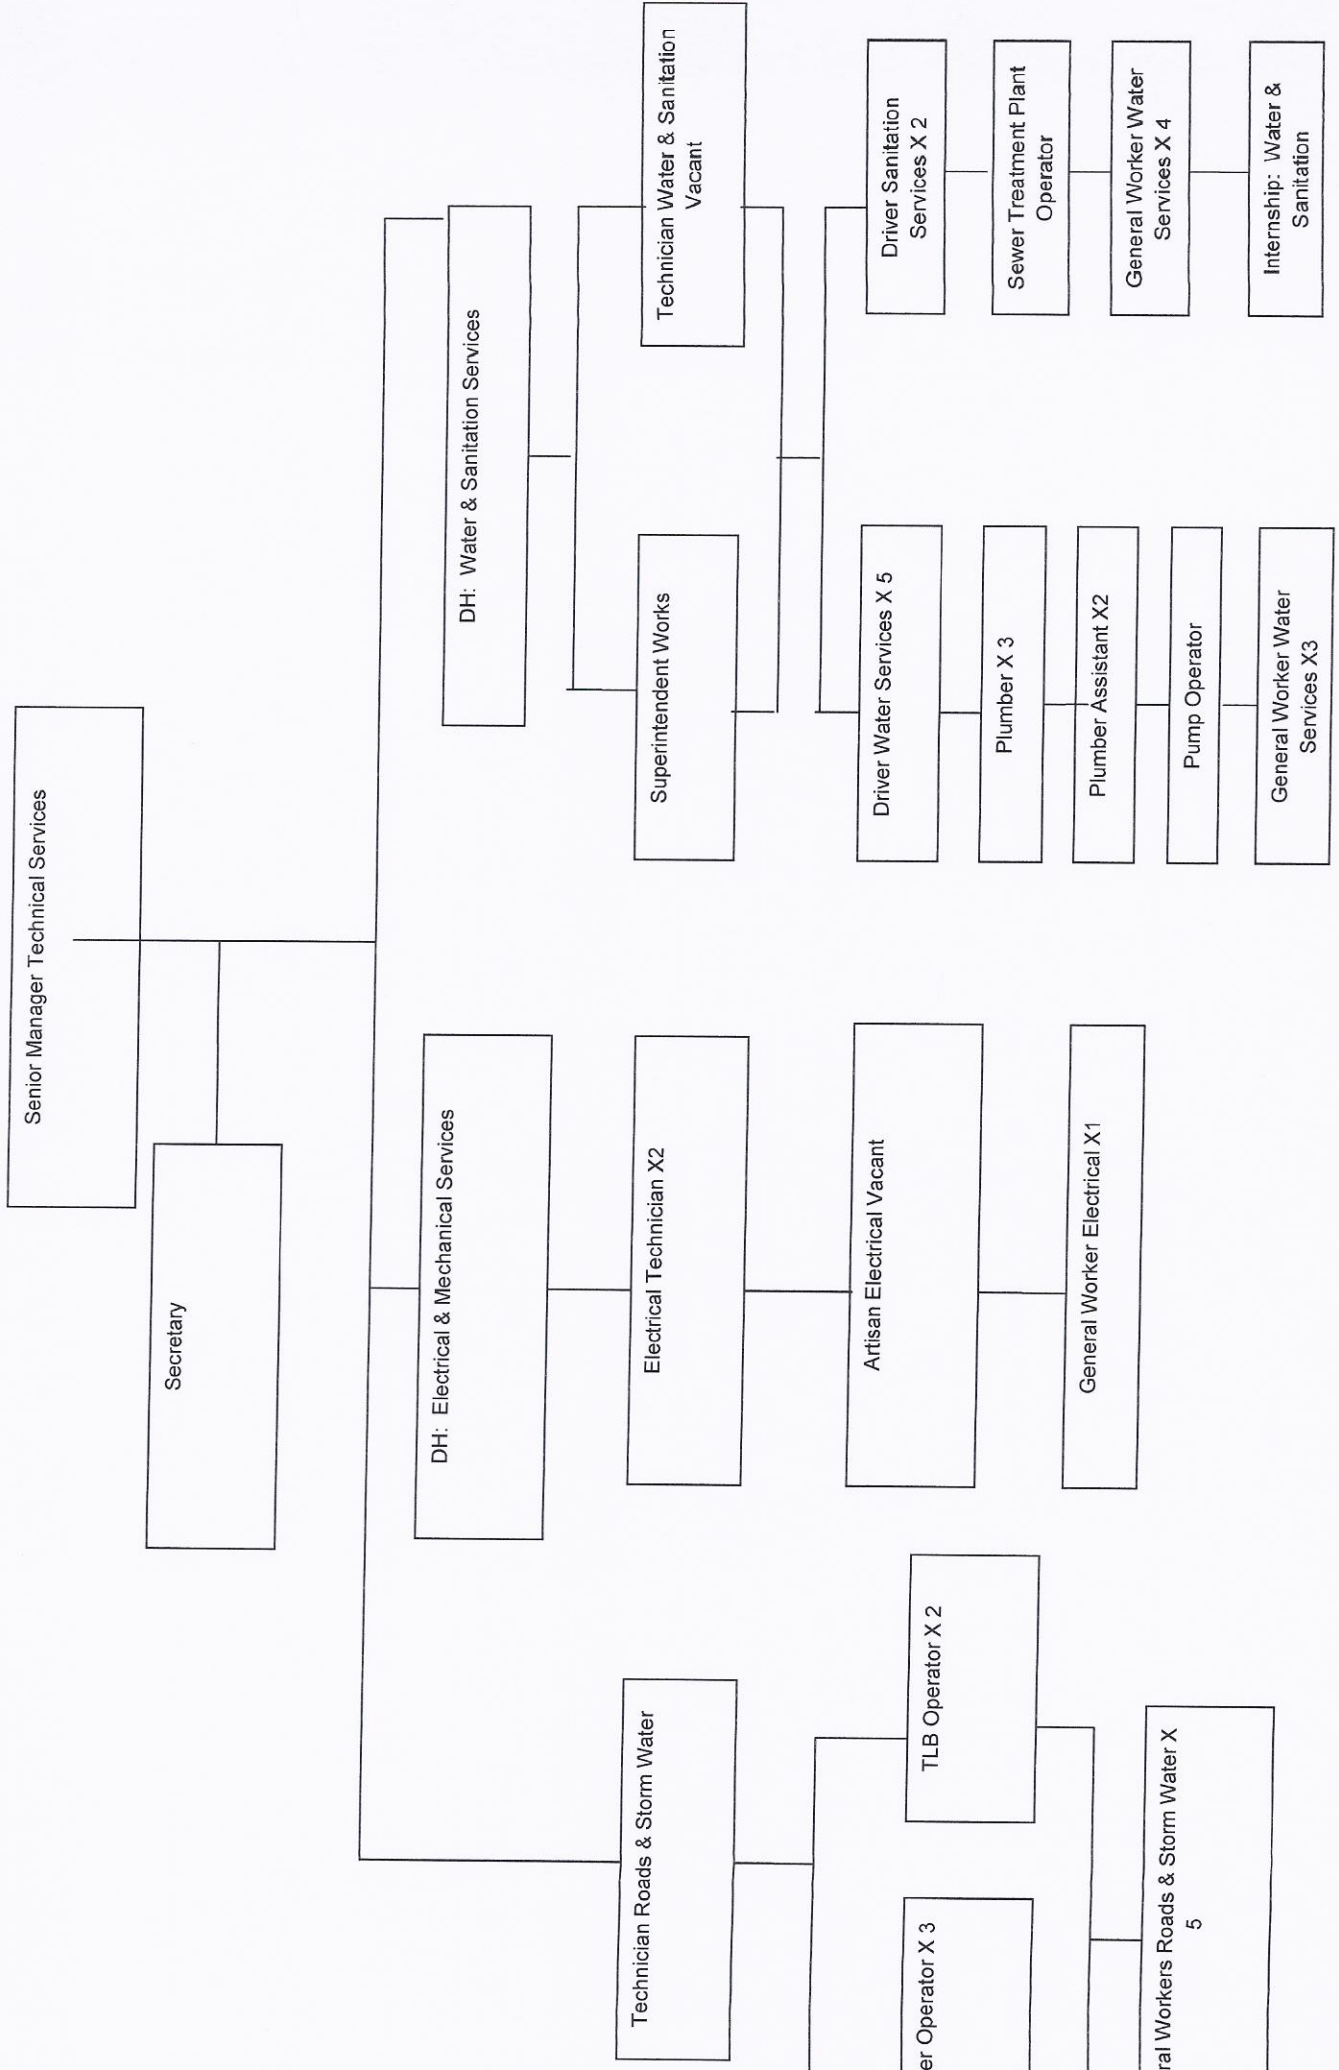 Senior Manager Technical Services
Secretary
DH: Electrical & Mechanical Services
DH: Water & Sanitation Services
Technician Roads & Storm Water
Electrical Technician X2
Superintendent Works
Technician Water & Sanitation
Vacant
er Operator X 3
TLB Operator X 2
Artisan Electrical Vacant
Driver Water Services X 5
Driver Sanitation
Services X 2
Plumber X 3
Sewer Treatment Plant
Operator
ral Workers Roads & Storm Water X
5
General Worker Electrical X1
Plumber Assistant X2
General Worker Water
Services X 4
Pump Operator
General Worker Water
Services X3
Internship: Water &
Sanitation